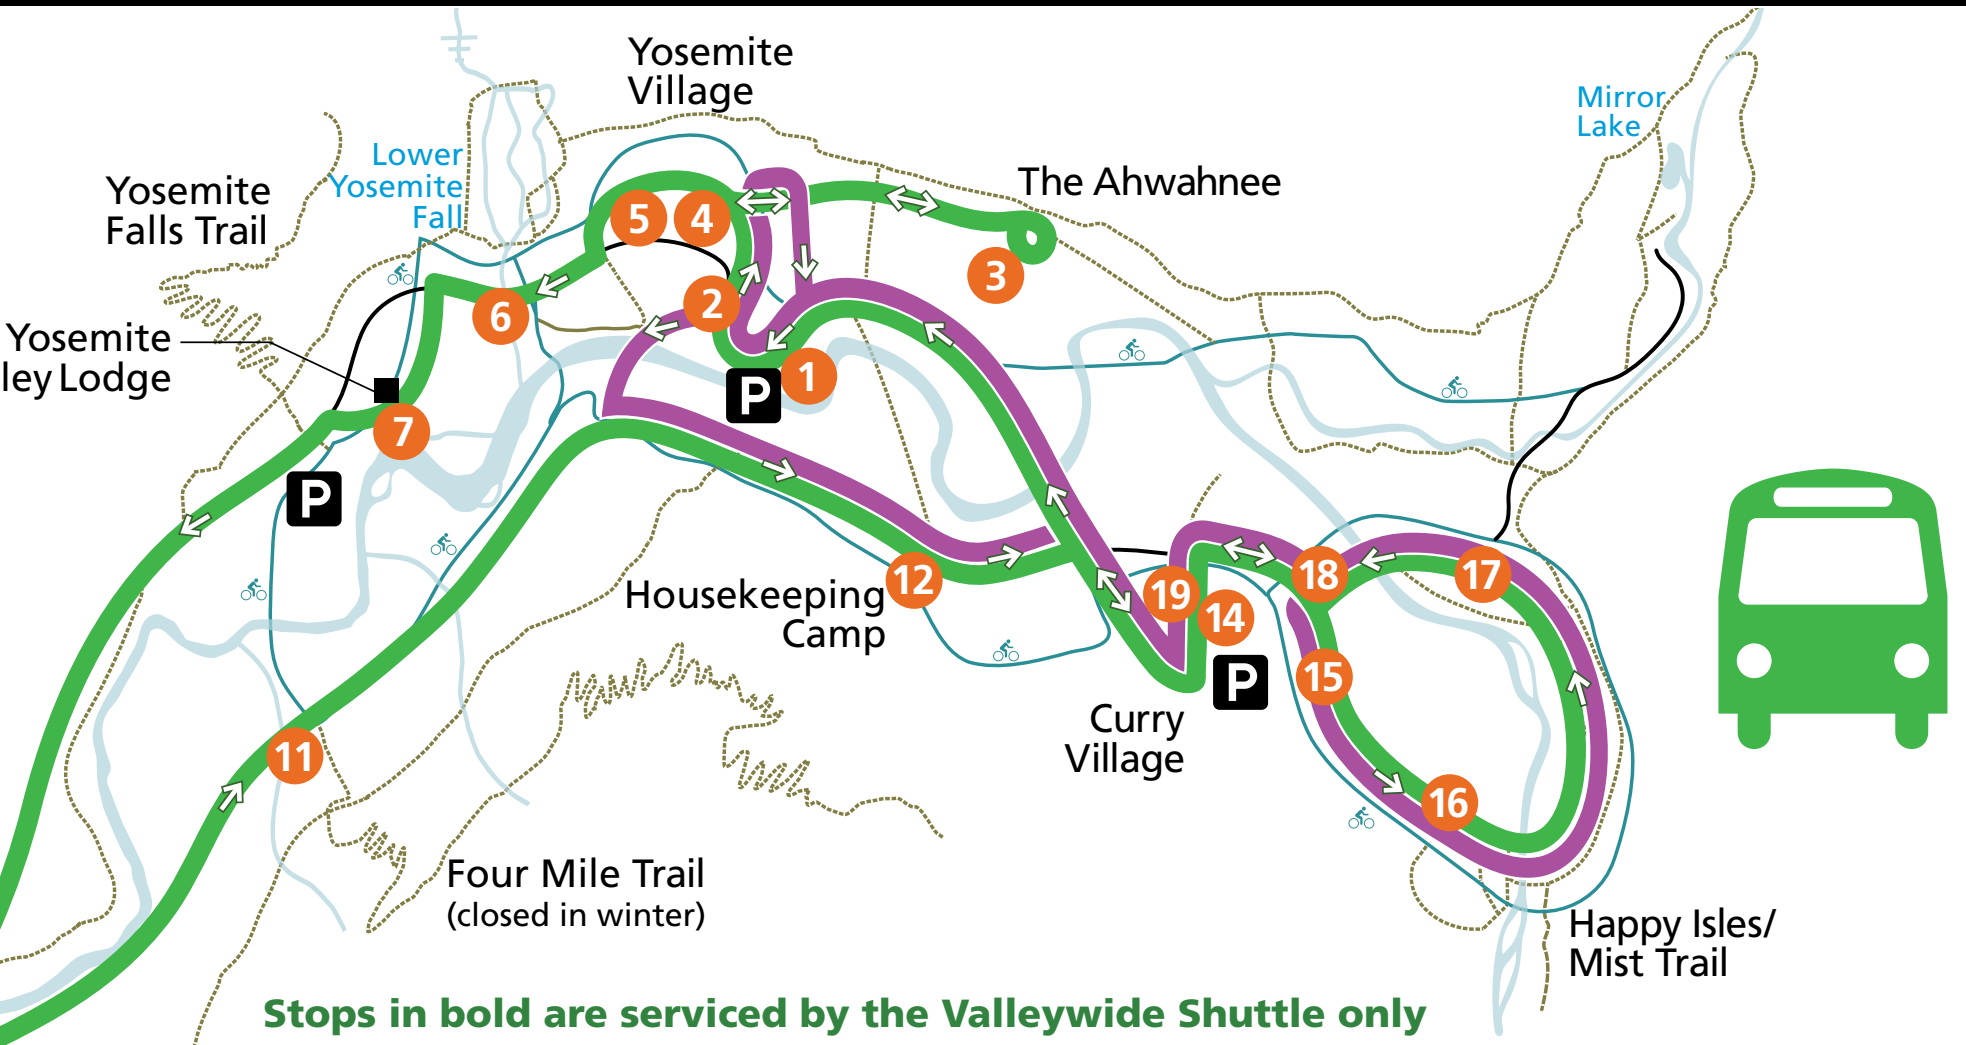 Yosemite
Village
Mirror
Lake
Lower
Yosemite
Fall
Yosemite
Falls Trail
The Ahwahnee
5
4
3
2
6
Yosemite
ley Lodge
1
P
7
P
12
Housekeeping
Camp
19
14
18
17
15
P
Curry
Village
11
16
Four Mile Trail
(closed in winter)
Happy Isles/
Mist Trail
Stops in bold are serviced by the Valleywide Shuttle only